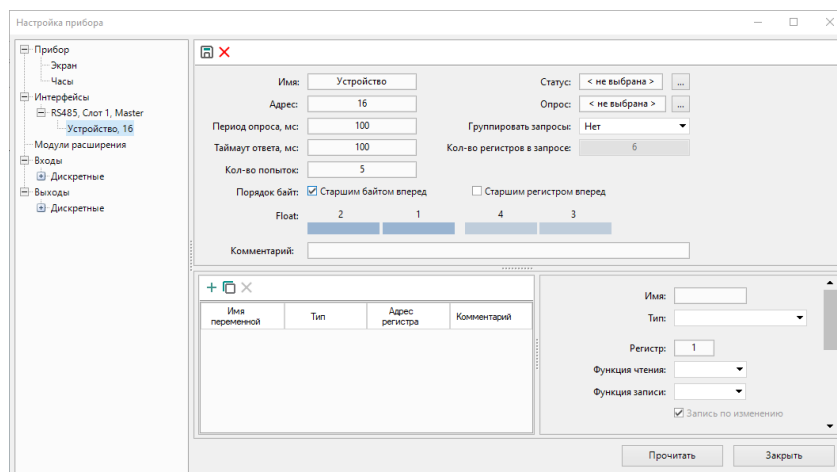 Настройка прибора
Прибор
Экран
Часы
Интерфейсы
RS485, Слот 1, Master
Устройство, 16
Модули расширения
Входы
Дискретные
Выходы
Дискретные
Имя: Устройство Статус: < не выбрана > ...
Адрес: 16 Опрос: < не выбрана > ...
Период опроса, мс: 100 Группировать запросы: Нет
Таймаут ответа, мс: 100 Кол-во регистров в запросе: 6
Кол-во попыток: 5
Порядок байт: Старшим байтом вперед Старшим регистром вперед
Float: 2 1 4 3
Комментарий:
Имя переменной Тип Адрес регистра Комментарий
Имя:
Тип:
Регистр: 1
Функция чтения:
Функция записи:
Запись по изменению
Прочитать Закрыть